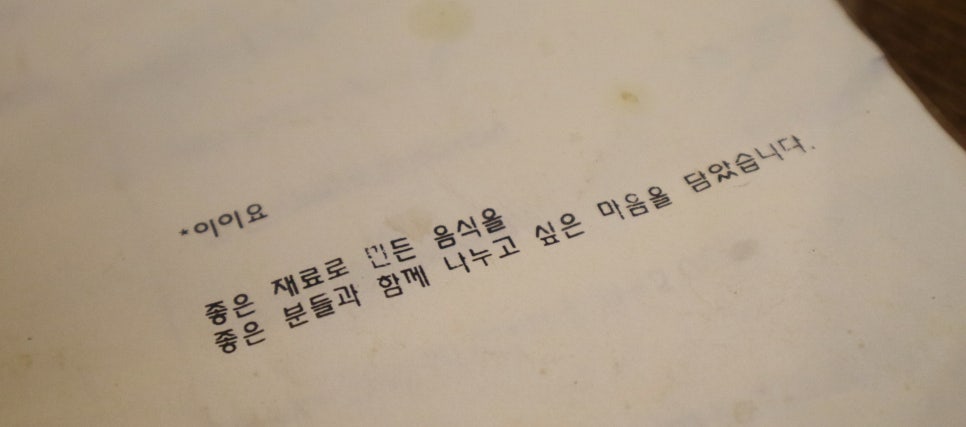 *이이요
좋은 재료로 만든 음식을
좋은 분들과 함께 나누고 싶은 마음을 담았습니다.